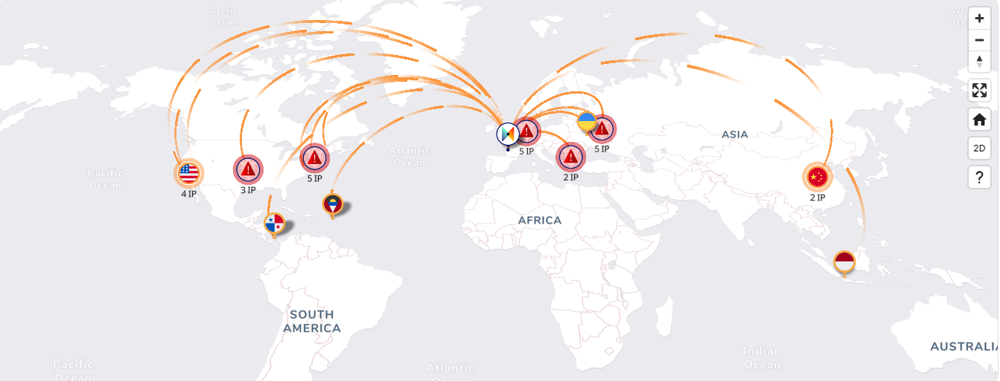 Arctic
Ocean
Arctic
Ocean
+
−
ASIA
2D
?
Pacific
Ocean
Atlantic
Ocean
4 IP
3 IP
5 IP
5 IP
2 IP
5 IP
2 IP
AFRICA
SOUTH
AMERICA
Indian
Ocean
AUSTRALIA
Pacific
Ocean
Atlantic
Ocean